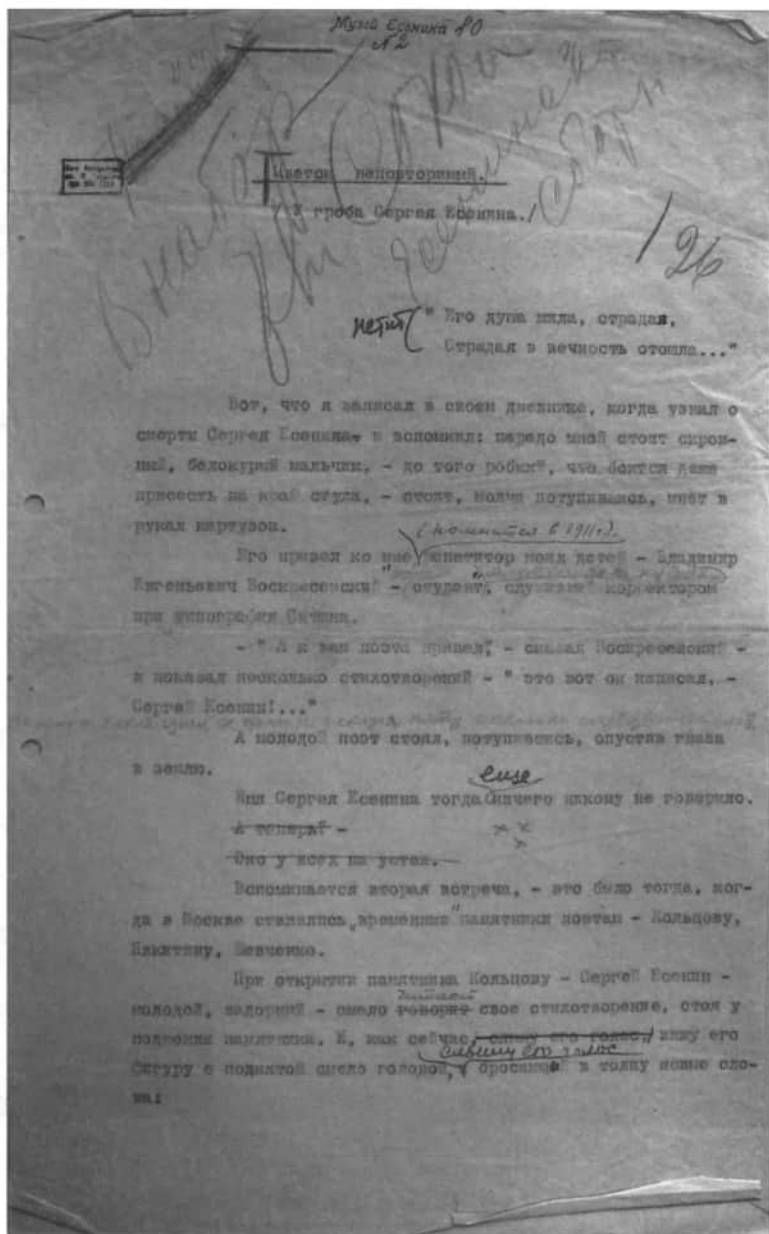 Музей Есенина 80
№2
В набор
Цветок неповторимый.
У гроба Сергея Есенина./
/26
петит
" Его душа жила, страдая,
Страдая в вечность отошла..."
Вот, что я записал в своем дневнике, когда узнал о
смерти Сергея Есенина и вспомнил: передо мной стоит скром-
ный, белокурый мальчик, - до того робкий, что боится даже
присесть на край стула, - стоит, молча потупившись, мнет в
руках картузок.
(помнится в 1911 г.).
Его привел ко мне репетитор моих детей - Владимир
Евгеньевич Воскресенский - "студент", служивший корректором
при типографии Сытина.
- " А я вам поэта привел", - сказал Воскресенский -
и показал несколько стихотворений - " это вот он написал, -
Сергей Есенин!..."
А молодой поэт стоял, потупившись, опустив глаза
в землю.
еще
Имя Сергея Есенина тогда ничего никому не говорило.
А теперь! -
Оно у всех на устах. -
Вспоминается вторая встреча, - это было тогда, ког-
да в Москве ставились „временные" памятники поэтам - Кольцову,
Никитину, Шевченко.
При открытии памятника Кольцову - Сергей Есенин -
читает
молодой, задорный - смело говорит свое стихотворение, стоя у
подножия памятника. И, как сейчас, слышу его голос, вижу его
слышу его голос
фигуру с поднятой смело головой, бросивший в толпу новые сло-
ва: